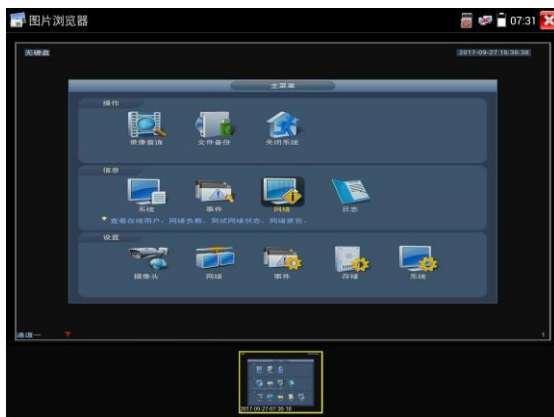 图片浏览器
07:31
无硬盘
2017-09-27 15:36:38
主菜单
操作
录像查询 文件备份 关闭系统
信息
系统 事件 网络 日志
查看在线用户，网络负载，测试网络状态，网络抓包。
设置
摄像头 网络 事件 存储 系统
通道一 ?
1
2017-09-27-07-36-38